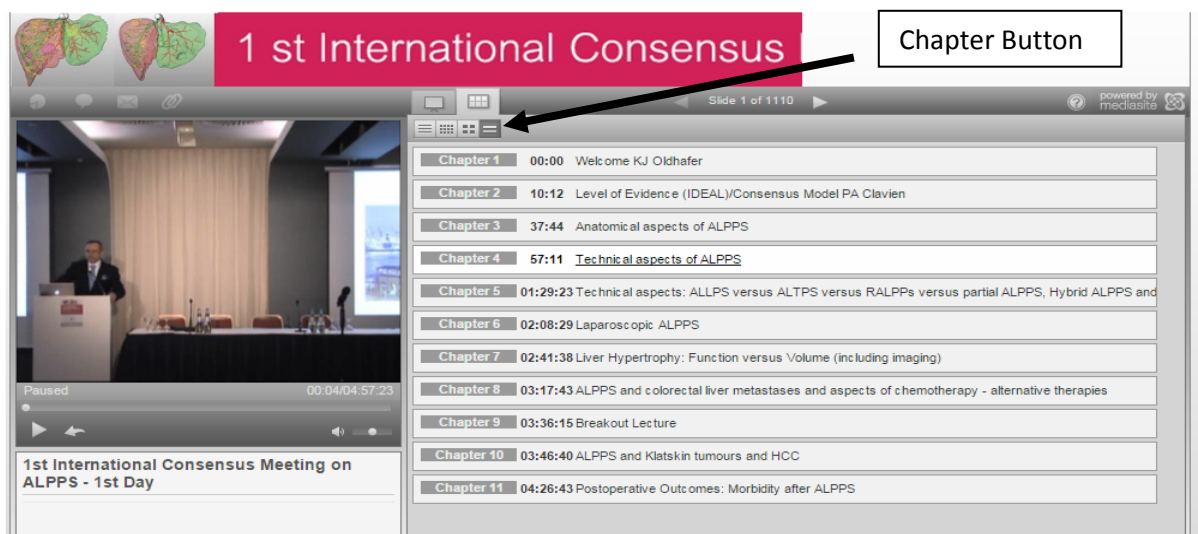 1 st International Consensus
Chapter Button
Slide 1 of 1110
powered by
mediasite
Chapter 1 00:00 Welcome KJ Oldhafer
Chapter 2 10:12 Level of Evidence (IDEAL)/Consensus Model PA Clavien
Chapter 3 37:44 Anatomical aspects of ALPPS
Chapter 4 57:11 Technical aspects of ALPPS
Chapter 5 01:29:23 Technical aspects: ALLPS versus ALTPS versus RALPPs versus partial ALPPS, Hybrid ALPPS and
Chapter 6 02:08:29 Laparoscopic ALPPS
Chapter 7 02:41:38 Liver Hypertrophy: Function versus Volume (including imaging)
Chapter 8 03:17:43 ALPPS and colorectal liver metastases and aspects of chemotherapy - alternative therapies
Chapter 9 03:36:15 Breakout Lecture
Chapter 10 03:46:40 ALPPS and Klatskin tumours and HCC
Chapter 11 04:26:43 Postoperative Outcomes: Morbidity after ALPPS
Paused 00:04/04:57:23
1st International Consensus Meeting on
ALPPS - 1st Day